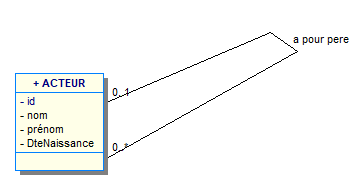 a pour pere
+ ACTEUR
0..1
- id
- nom
- prénom
- DteNaissance
0..*